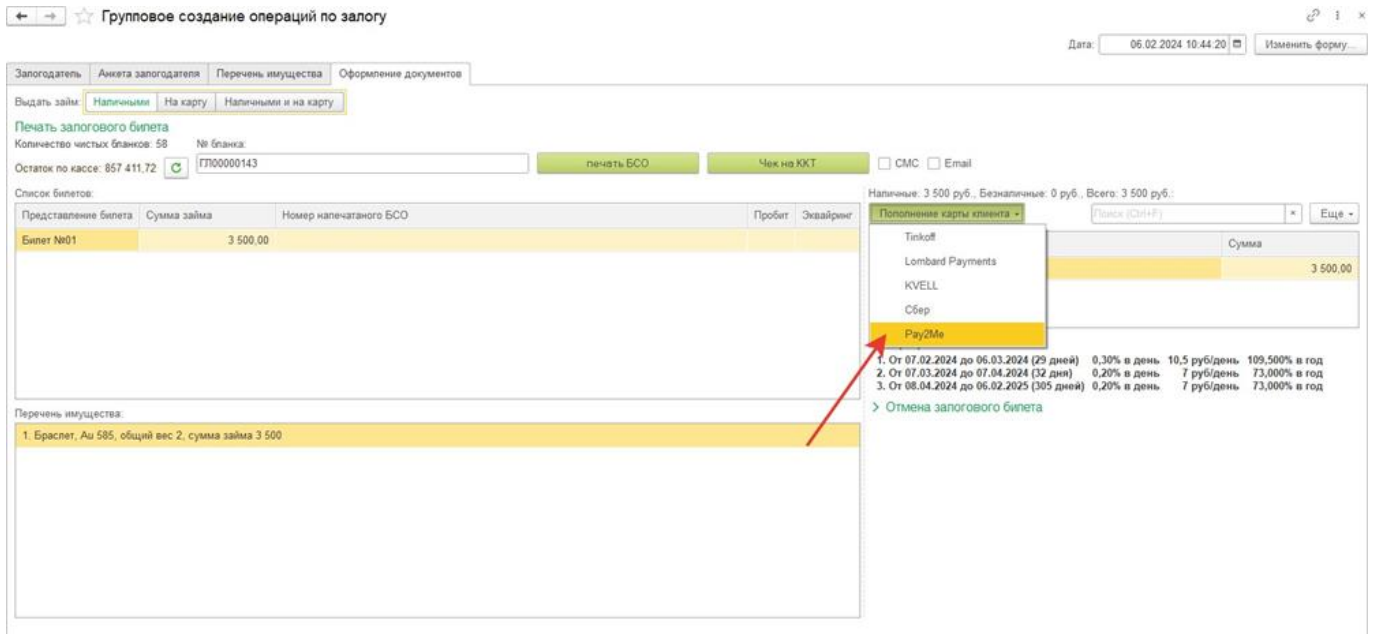 Групповое создание операций по залогу
Дата: 06.02.2024 10:44:20 Изменить форму...
Залогодатель Анкета залогодателя Перечень имущества Оформление документов
Выдать займ: Наличными На карту Наличными и на карту
Печать залогового билета
Количество чистых бланков: 58 № бланка:
Остаток по кассе: 857 411,72 ГЛ00000143 печать БСО Чек на ККТ СМС Email
Список билетов:
Наличные: 3 500 руб., Безналичные: 0 руб., Всего: 3 500 руб.:
Представление билета Сумма займа Номер напечатаного БСО Пробит Эквайринг
Пополнение карты клиента Поиск (Ctrl+F) × Еще
Билет №01 3 500,00
Tinkoff
Сумма
Lombard Payments
3 500,00
KVELL
Сбер
Pay2Me
1. От 07.02.2024 до 06.03.2024 (29 дней) 0,30% в день 10,5 руб/день 109,500% в год
2. От 07.03.2024 до 07.04.2024 (32 дня) 0,20% в день 7 руб/день 73,000% в год
3. От 08.04.2024 до 06.02.2025 (305 дней) 0,20% в день 7 руб/день 73,000% в год
Отмена залогового билета
Перечень имущества:
1. Браслет, Au 585, общий вес 2, сумма займа 3 500